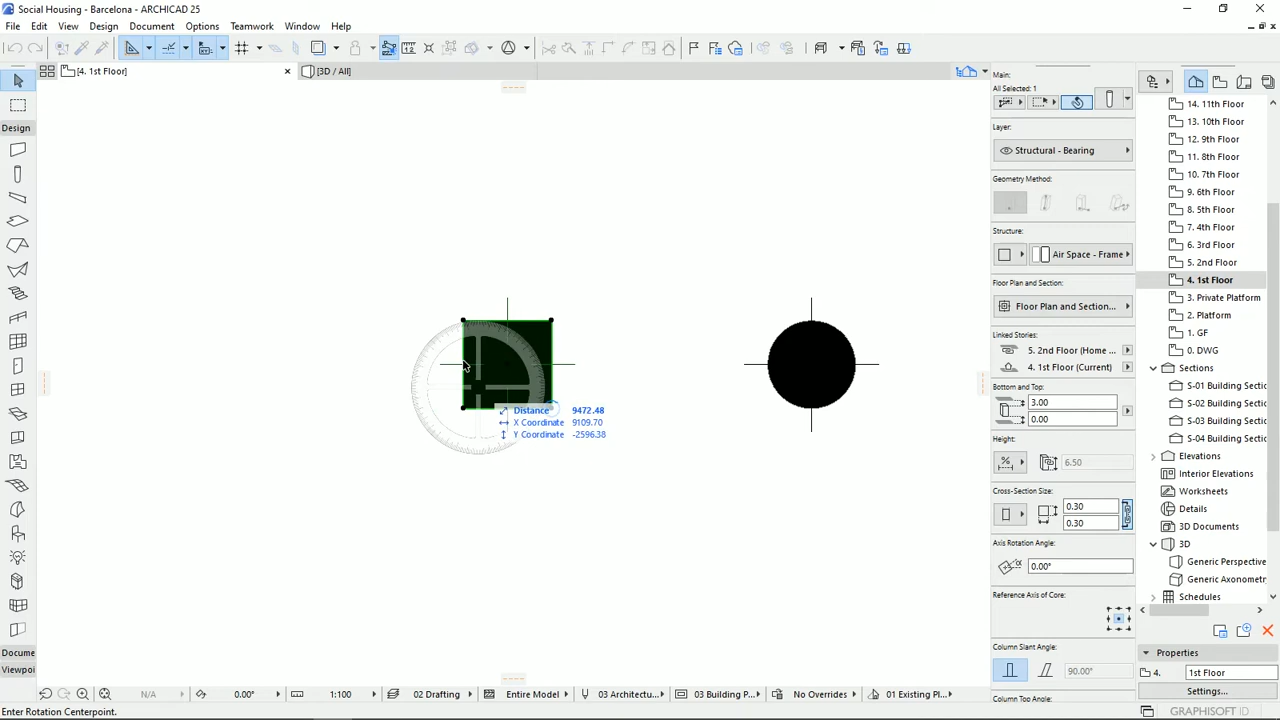 Social Housing - Barcelona - ARCHICAD 25
File Edit View Design Document Options Teamwork Window Help
[4. 1st Floor]
[3D / All]
Design
Docume
Viewpoi
Distance 9472.48
X Coordinate 9109.70
Y Coordinate -2596.38
Main:
All Selected: 1
Layer:
Structural - Bearing
Geometry Method:
Structure:
Air Space - Frame
Floor Plan and Section:
Floor Plan and Section...
Linked Stories:
5. 2nd Floor (Home ...
4. 1st Floor (Current)
Bottom and Top:
3.00
0.00
Height:
6.50
Cross-Section Size:
0.30
0.30
Axis Rotation Angle:
0.00°
Reference Axis of Core:
Column Slant Angle:
90.00°
Column Top Angle:
14. 11th Floor
13. 10th Floor
12. 9th Floor
11. 8th Floor
10. 7th Floor
9. 6th Floor
8. 5th Floor
7. 4th Floor
6. 3rd Floor
5. 2nd Floor
4. 1st Floor
3. Private Platform
2. Platform
1. GF
0. DWG
Sections
S-01 Building Section
S-02 Building Section
S-03 Building Section
S-04 Building Section
Elevations
Interior Elevations
Worksheets
Details
3D Documents
3D
Generic Perspective
Generic Axonometr
Schedules
Properties
4. 1st Floor
Settings...
N/A 0.00° 1:100 02 Drafting Entire Model 03 Architectu... 03 Building P... No Overrides 01 Existing Pl...
Enter Rotation Centerpoint.
GRAPHISOFT ID